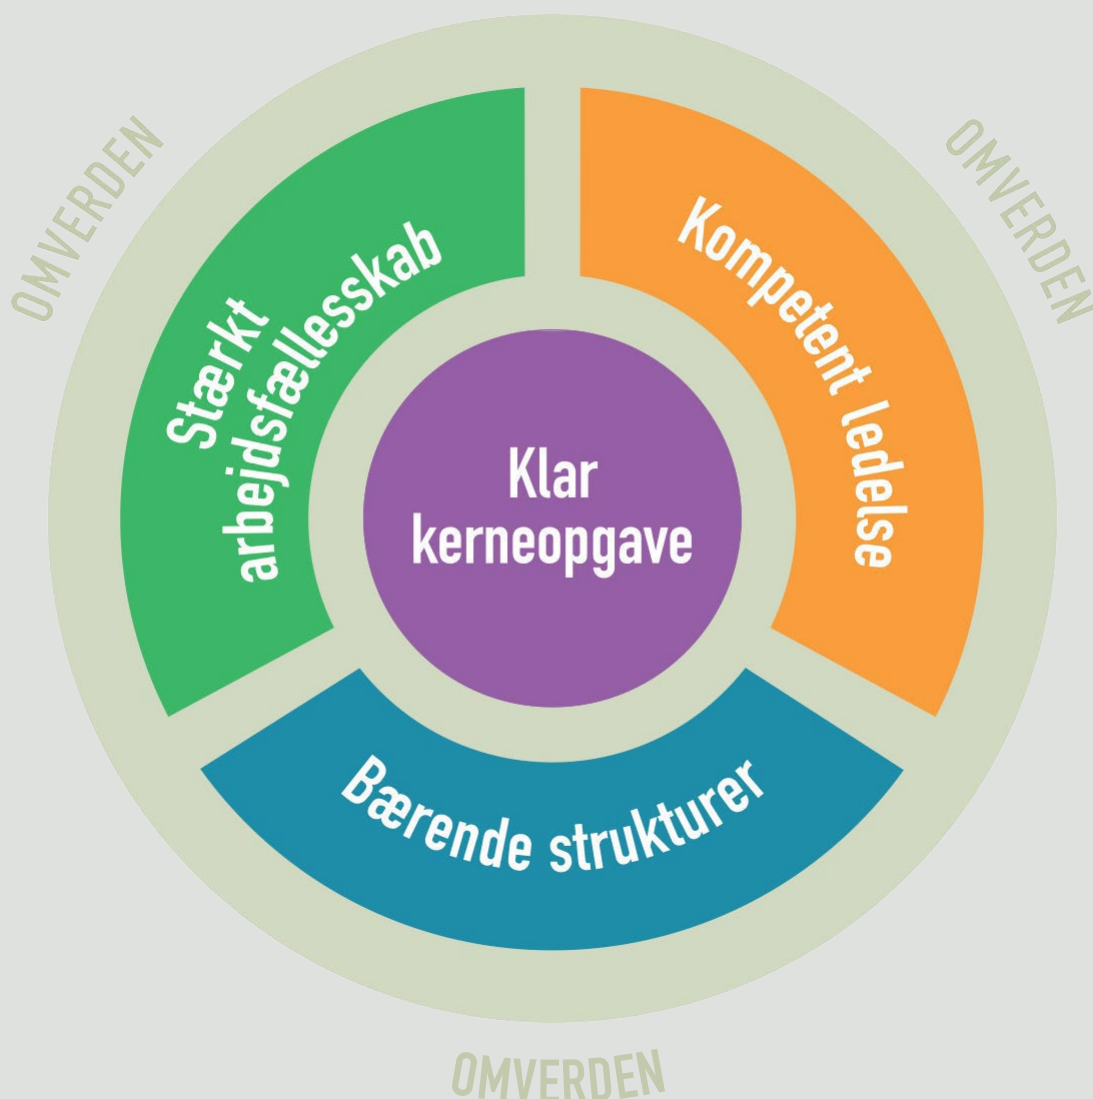 OMVERDEN
OMVERDEN
Stærkt
arbejdsfællesskab
Kompetent ledelse
Klar
kerneopgave
Bærende strukturer
OMVERDEN